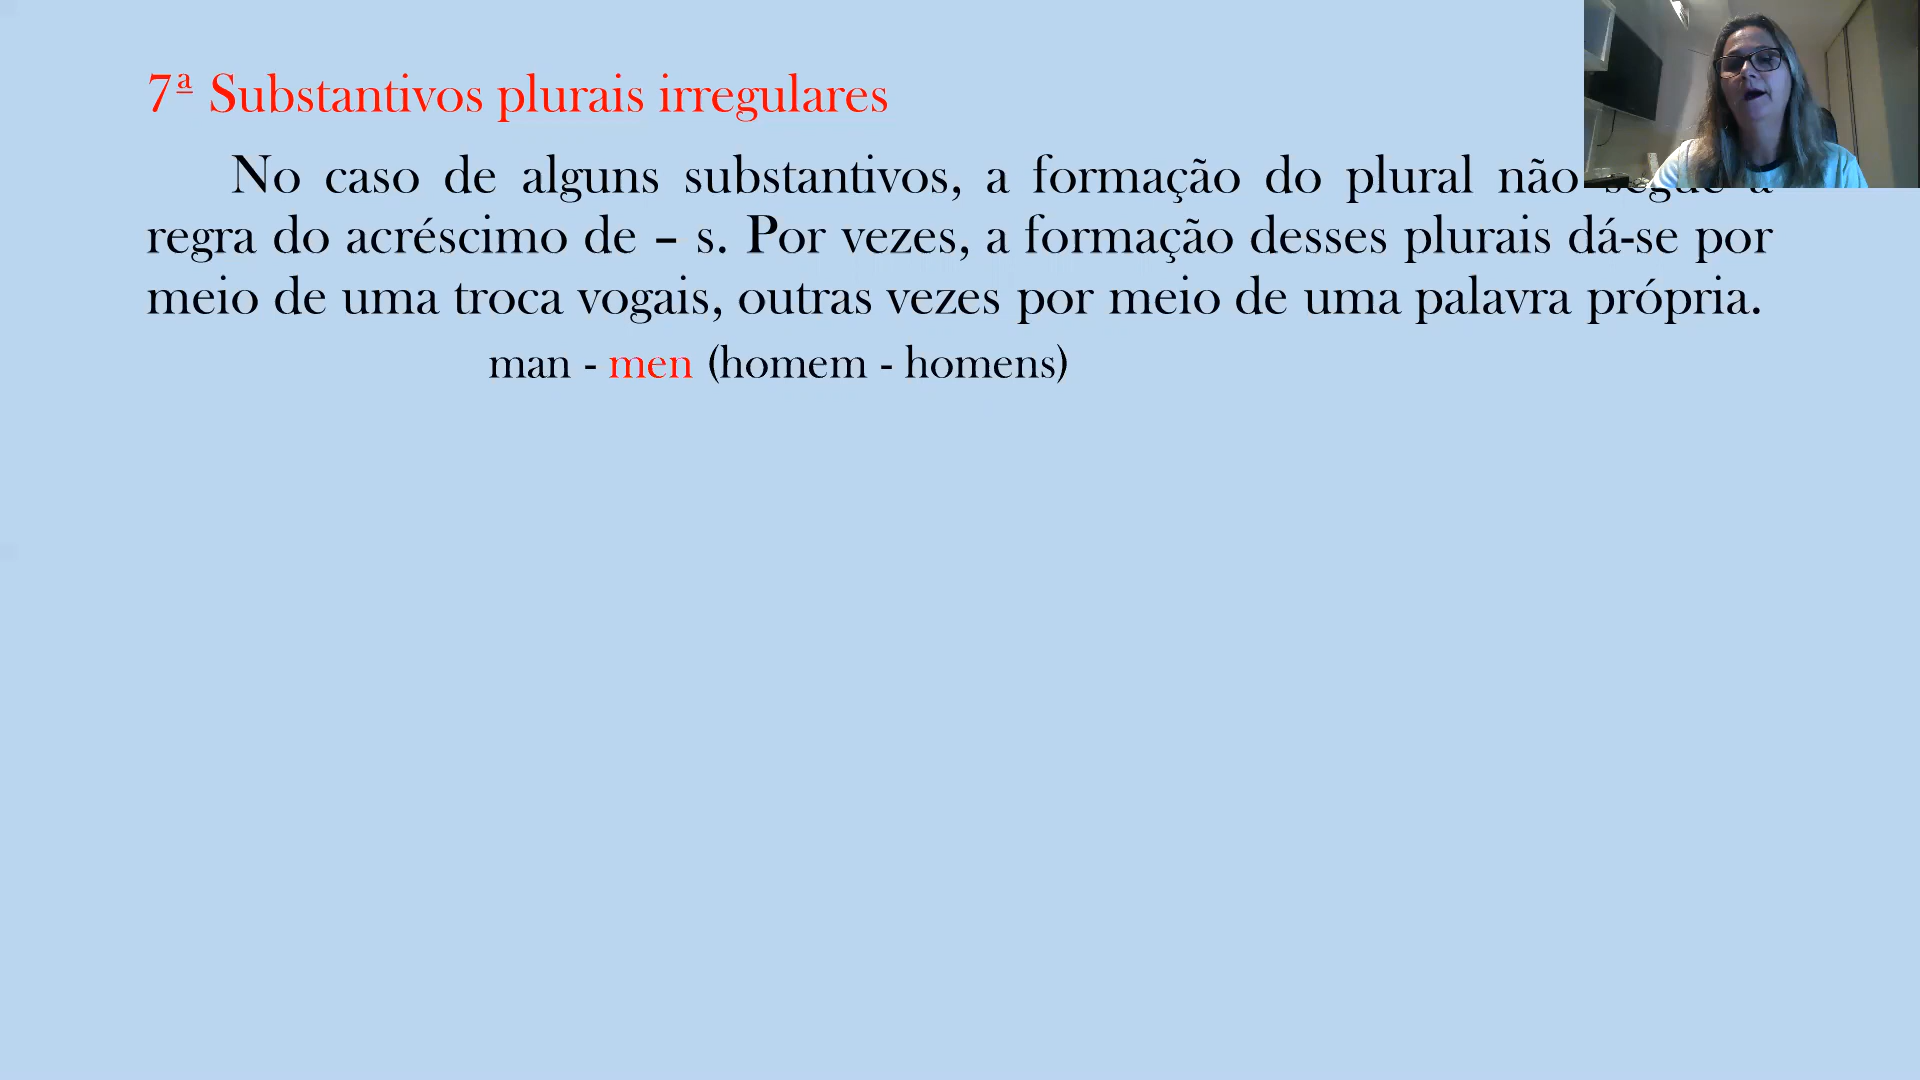 7ª Substantivos plurais irregulares
No caso de alguns substantivos, a formação do plural não
regra do acréscimo de – s. Por vezes, a formação desses plurais dá-se por
meio de uma troca vogais, outras vezes por meio de uma palavra própria.
man - men (homem - homens)